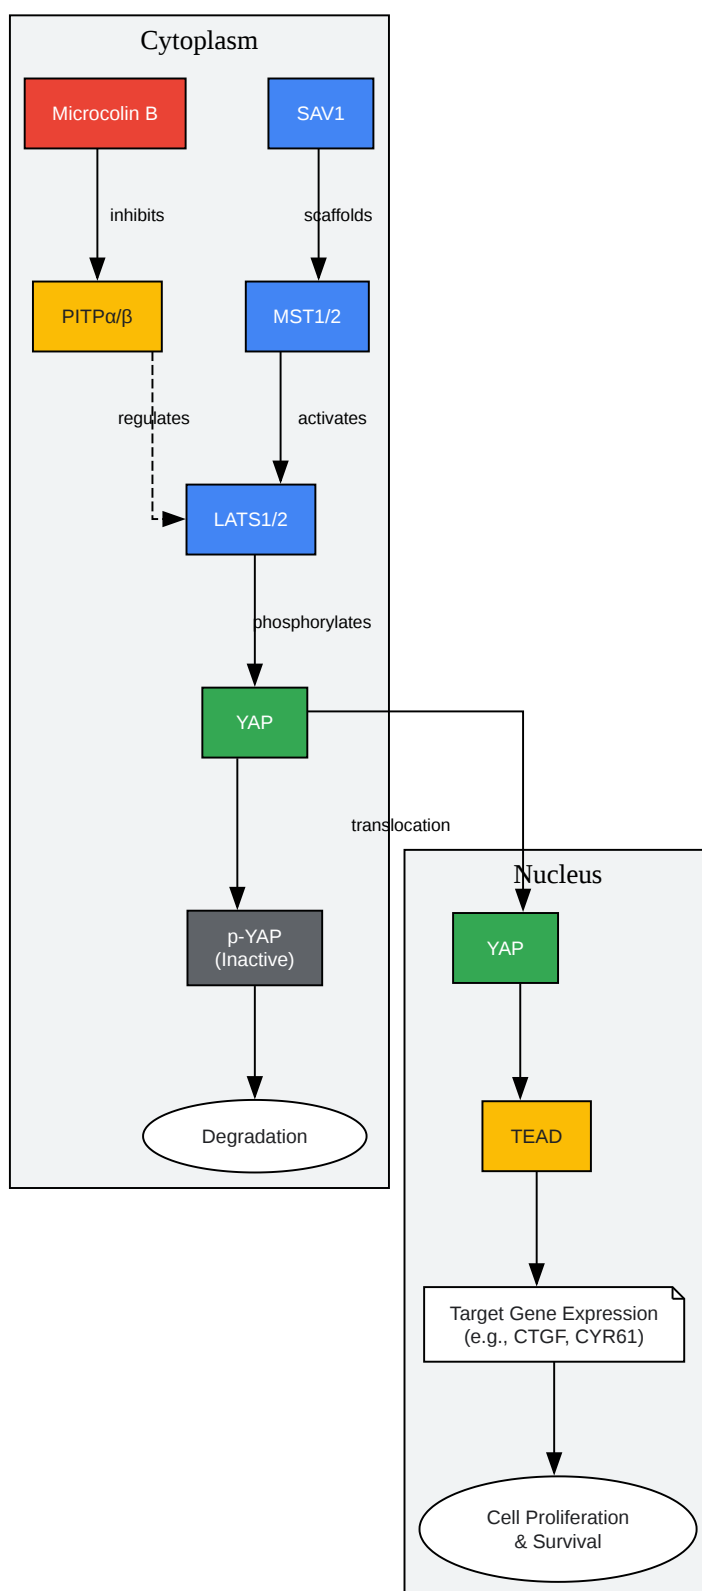 Cytoplasm
Microcolin B
SAV1
inhibits
scaffolds
PITPα/β
MST1/2
regulates
activates
LATS1/2
phosphorylates
YAP
translocation
Nucleus
p-YAP
(Inactive)
YAP
Degradation
TEAD
Target Gene Expression
(e.g., CTGF, CYR61)
Cell Proliferation
& Survival